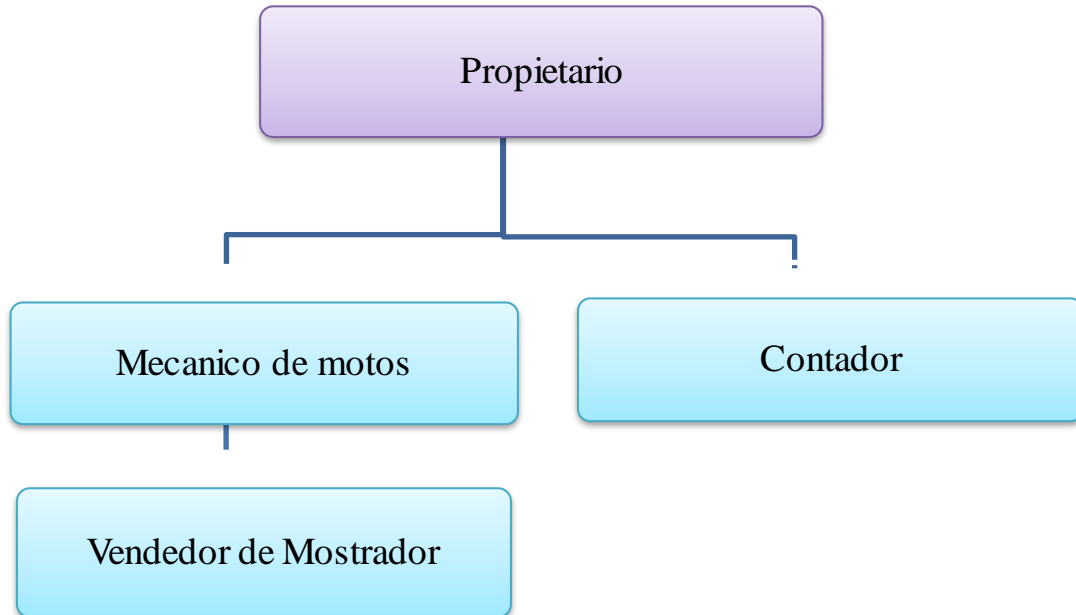 Propietario
Mecanico de motos
Contador
Vendedor de Mostrador